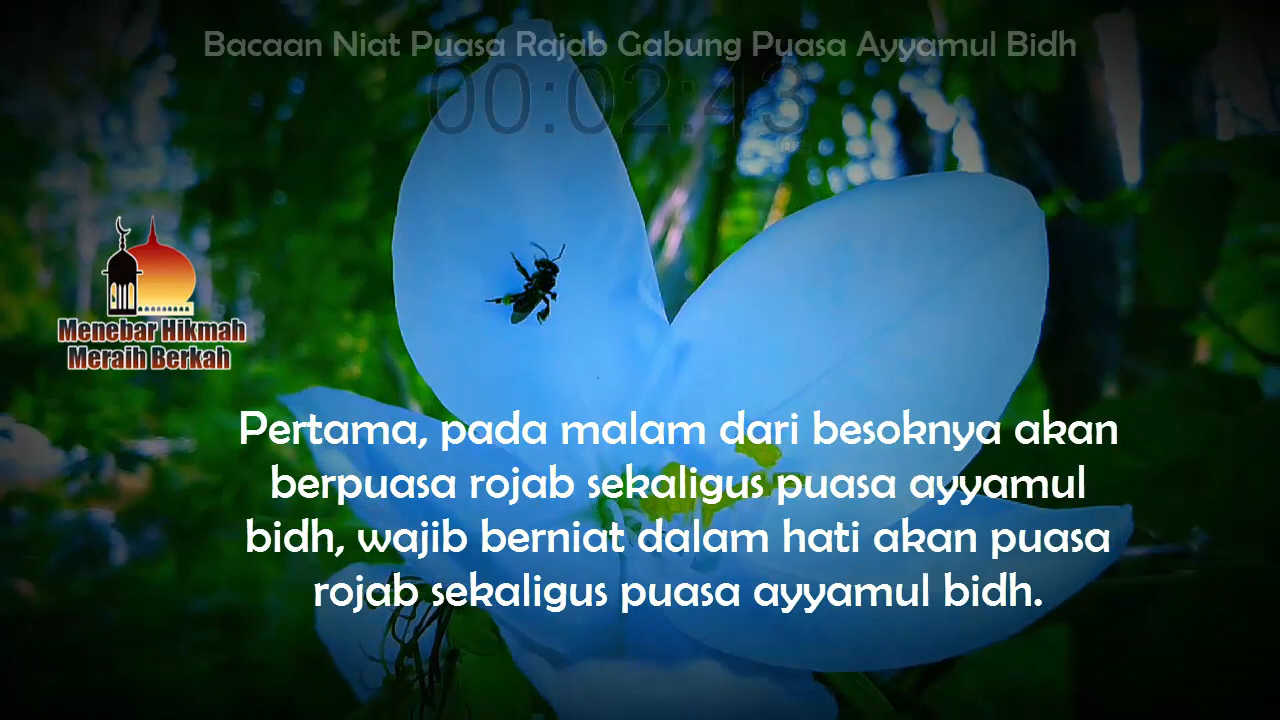 Bacaan Niat Puasa Rajab Gabung Puasa Ayyamul Bidh
00:02:43
Menebar Hikmah
Meraih Berkah
Pertama, pada malam dari besoknya akan
berpuasa rojab sekaligus puasa ayyamul
bidh, wajib berniat dalam hati akan puasa
rojab sekaligus puasa ayyamul bidh.